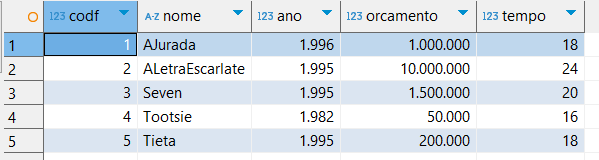 123 codf A-Z nome 123 ano 123 orcamento 123 tempo
1 1 AJurada 1.996 1.000.000 18
2 2 ALetraEscarlate 1.995 10.000.000 24
3 3 Seven 1.995 1.500.000 20
4 4 Tootsie 1.982 50.000 16
5 5 Tieta 1.995 200.000 18